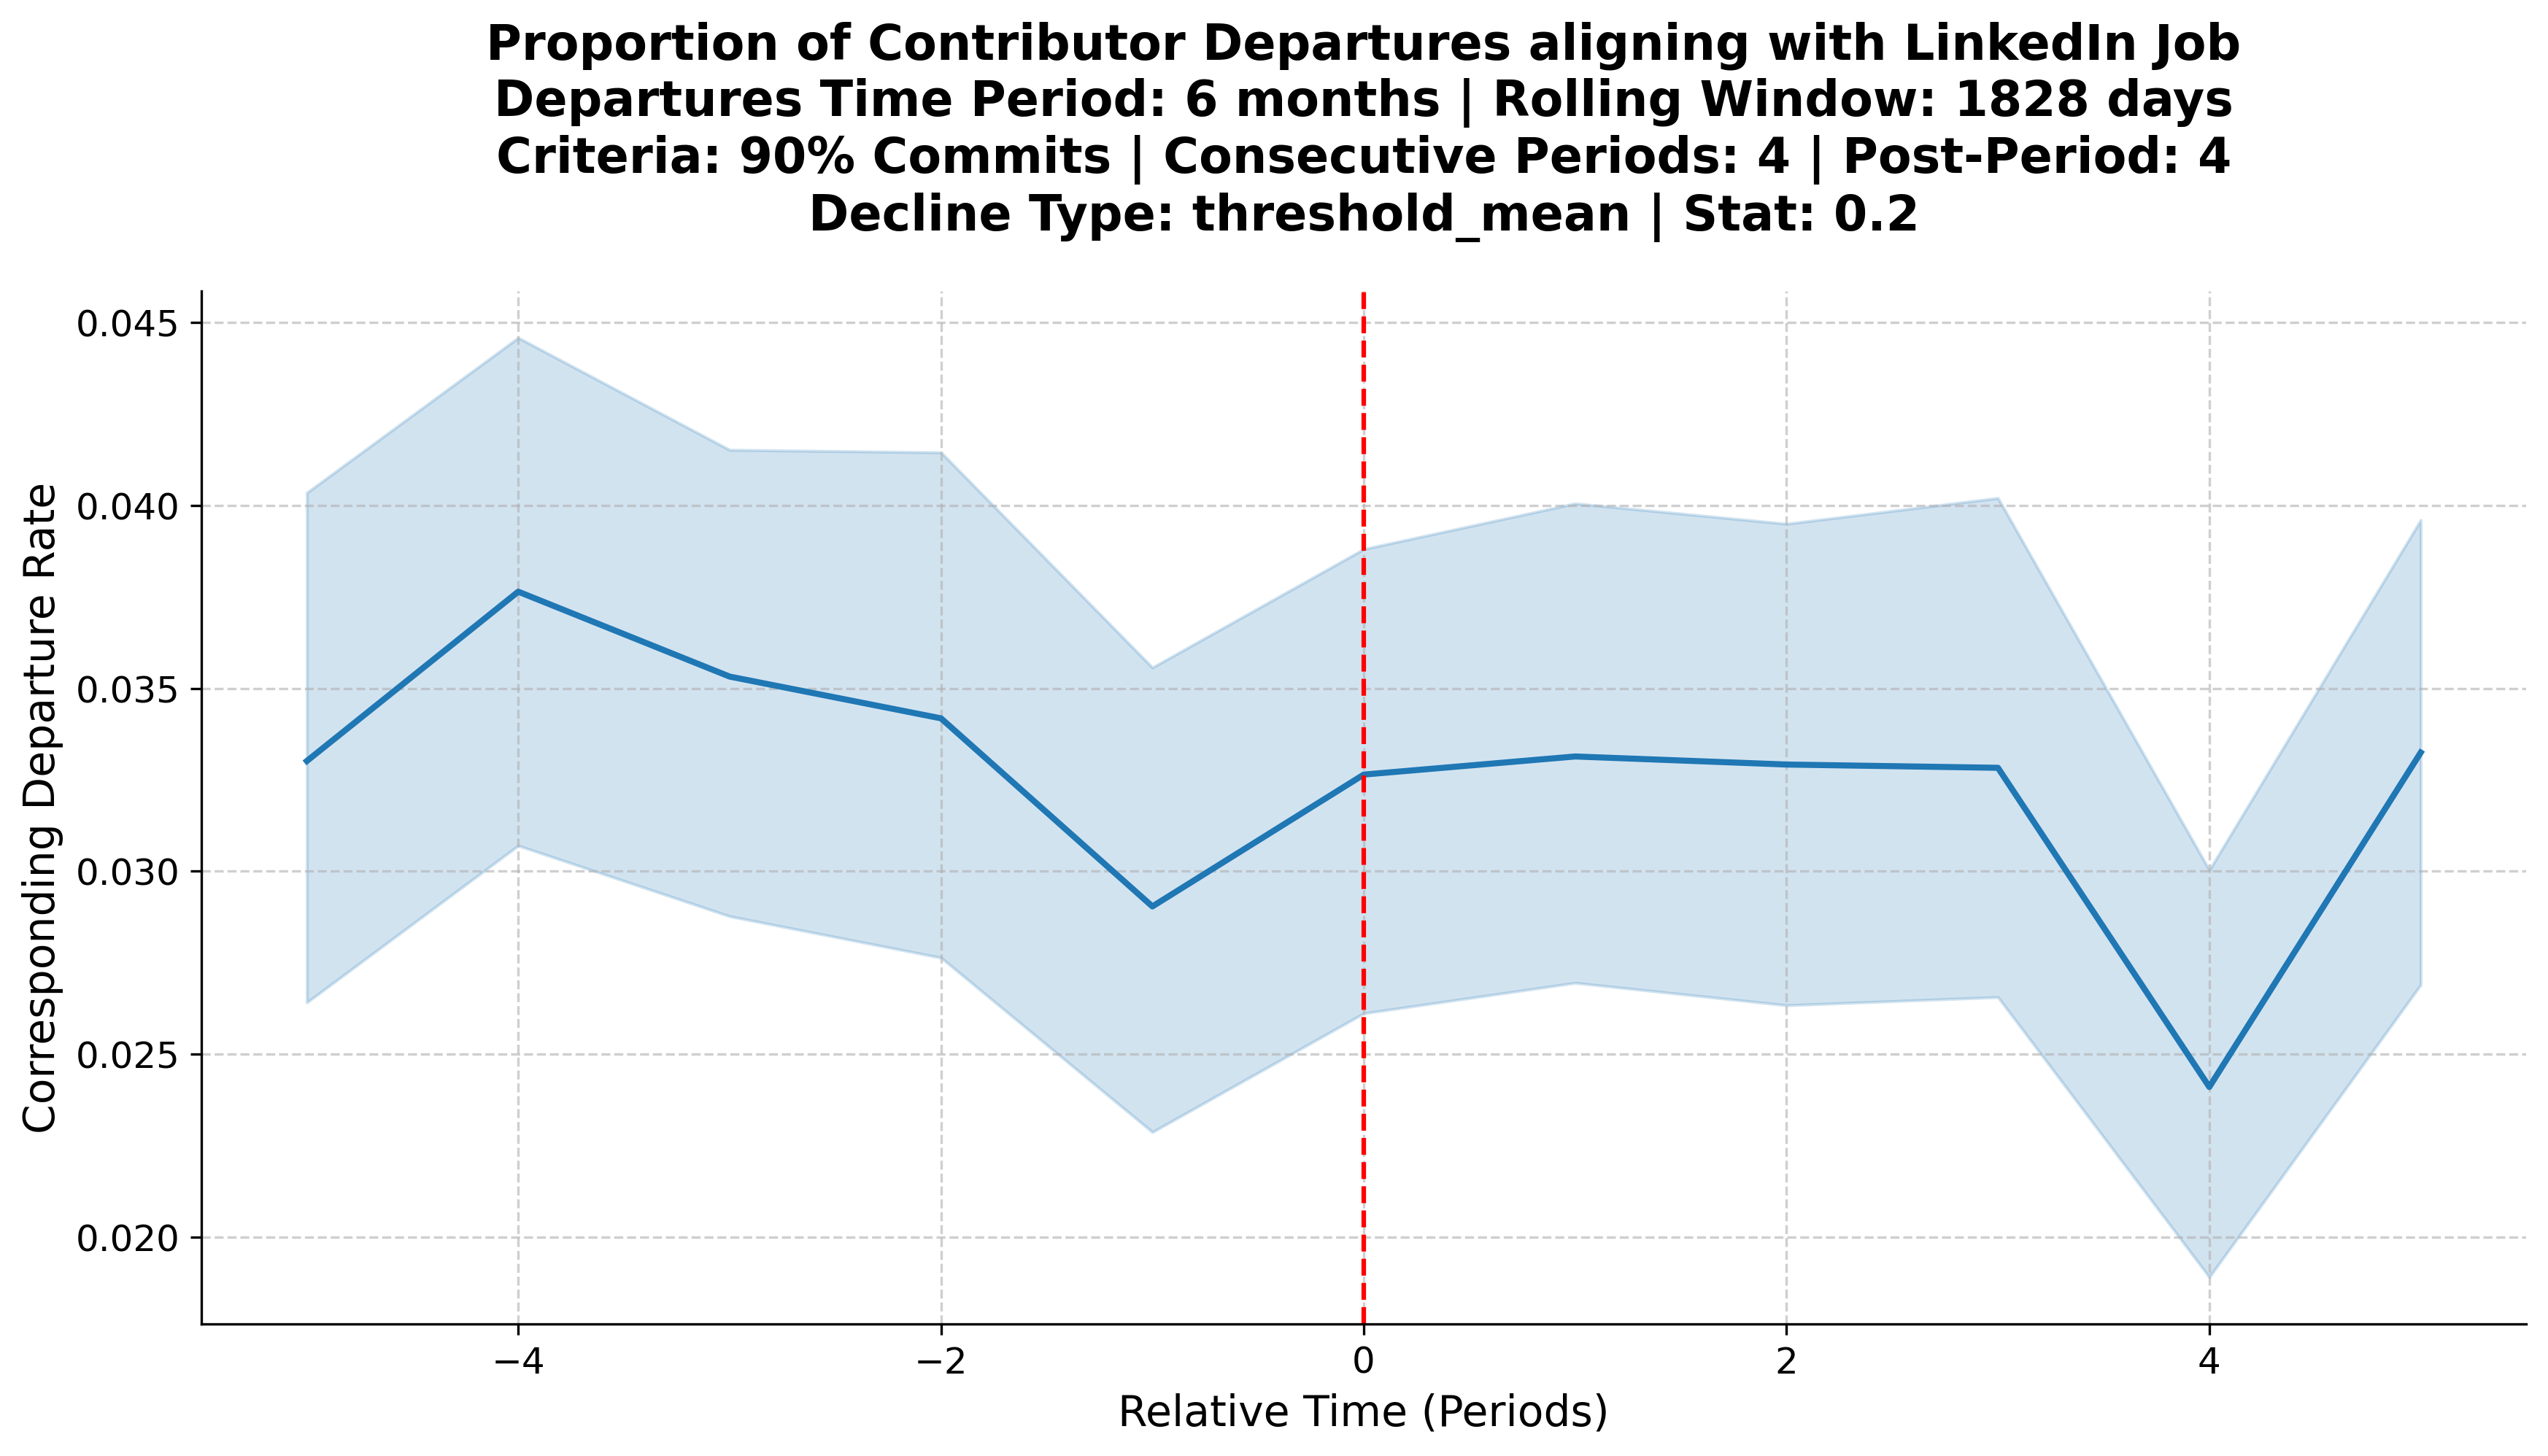 Proportion of Contributor Departures aligning with LinkedIn Job
Departures Time Period: 6 months | Rolling Window: 1828 days
Criteria: 90% Commits | Consecutive Periods: 4 | Post-Period: 4
Decline Type: threshold_mean | Stat: 0.2
0.045
0.040
0.035
0.030
0.025
0.020
Corresponding Departure Rate
−4
−2
0
2
4
Relative Time (Periods)